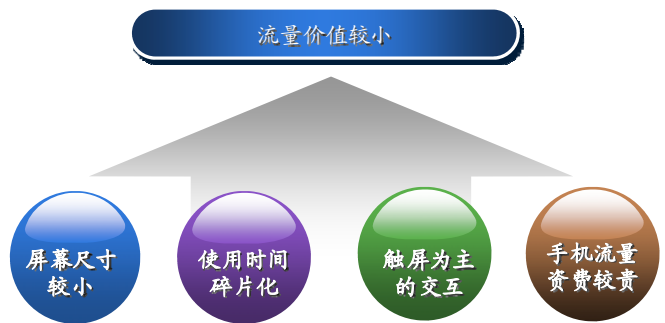 流量价值较小
屏幕尺寸
较小
使用时间
碎片化
触屏为主
的交互
手机流量
资费较贵